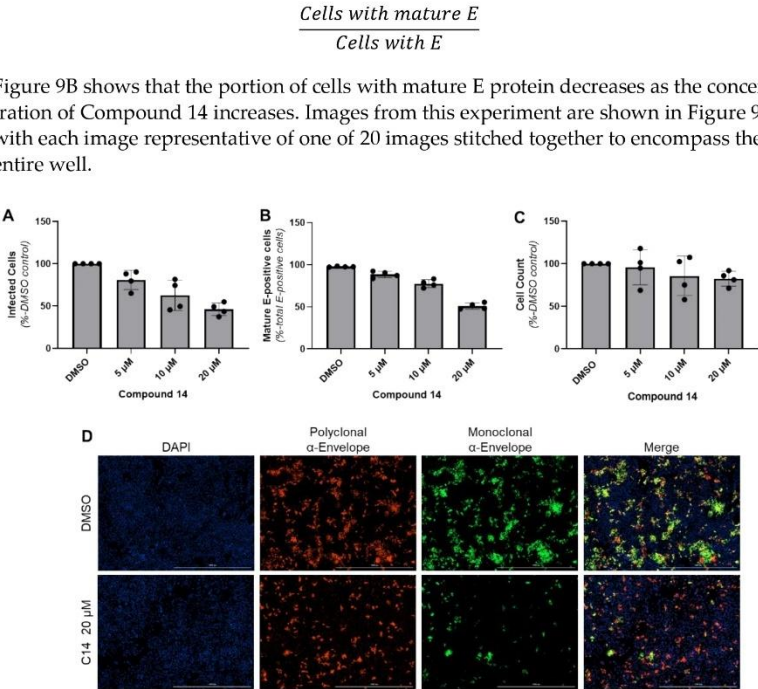 Cells with mature E
Cells with E
Figure 9B shows that the portion of cells with mature E protein decreases as the concen
ration of Compound 14 increases. Images from this experiment are shown in Figure 9
with each image representative of one of 20 images stitched together to encompass the
entire well.
A
Infected Cells
(%-DMSO control)
150
100
50
0
DMSO
5 µM
10 µM
20 µM
Compound 14
B
Mature E-positive cells
(%-total E-positive cells)
150
100
50
0
DMSO
5 µM
10 µM
20 µM
Compound 14
C
Cell Count
(%-DMSO control)
150
100
50
0
DMSO
5 µM
10 µM
20 µM
Compound 14
D
DAPI
Polyclonal
α-Envelope
Monoclonal
α-Envelope
Merge
DMSO
C14 20 µM